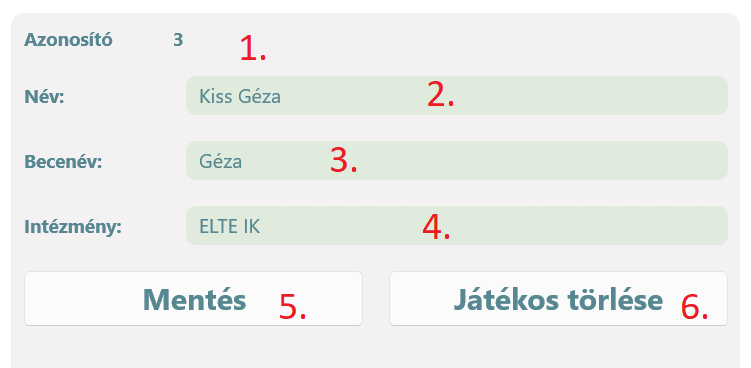 Azonosító 3 1.
Név: Kiss Géza 2.
Becenév: Géza 3.
Intézmény: ELTE IK 4.
Mentés 5. Játékos törlése 6.